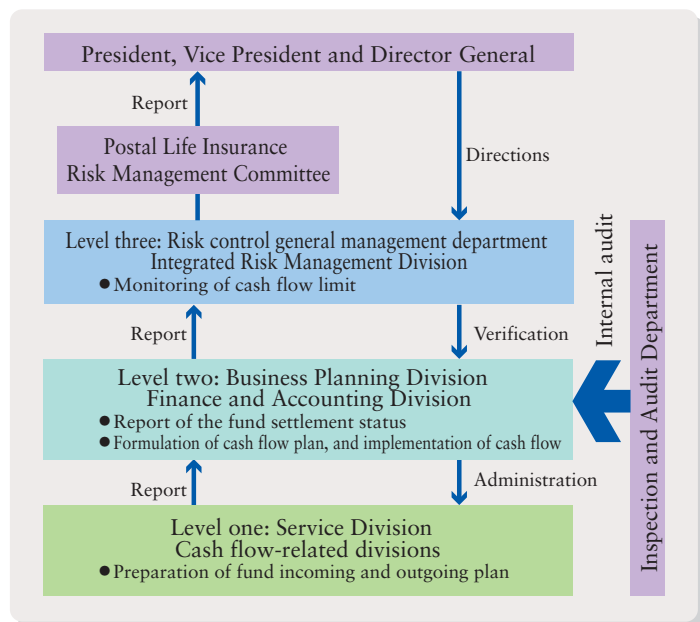 President, Vice President and Director General
Report
Postal Life Insurance
Risk Management Committee
Directions
Level three: Risk control general management department
Integrated Risk Management Division
● Monitoring of cash flow limit
Report
Verification
Level two: Business Planning Division
Finance and Accounting Division
● Report of the fund settlement status
● Formulation of cash flow plan, and implementation of cash flow
Report
Administration
Level one: Service Division
Cash flow-related divisions
● Preparation of fund incoming and outgoing plan
Internal audit
Inspection and Audit Department